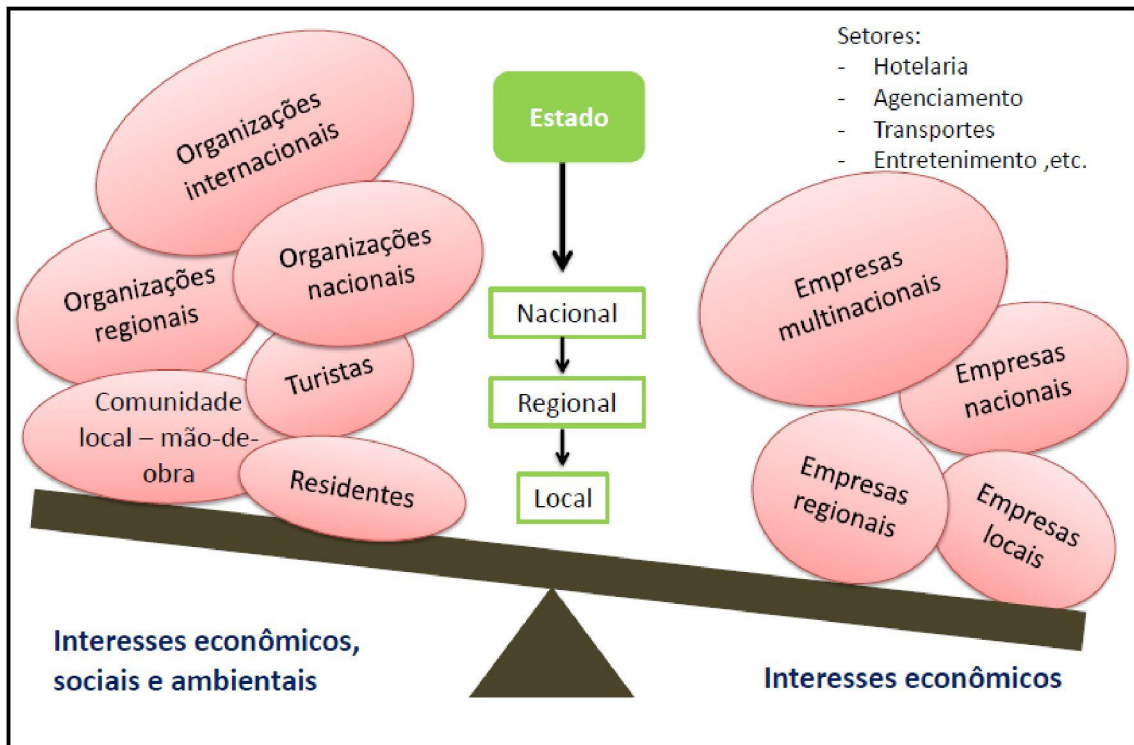 Setores:
- Hotelaria
- Agenciamento
- Transportes
- Entretenimento ,etc.
Organizações
internacionais
Organizações
nacionais
Organizações
regionais
Turistas
Comunidade
local – mão-de-
obra
Residentes
Estado
Nacional
Regional
Local
Empresas
multinacionais
Empresas
nacionais
Empresas
regionais
Empresas
locais
Interesses econômicos,
sociais e ambientais
Interesses econômicos